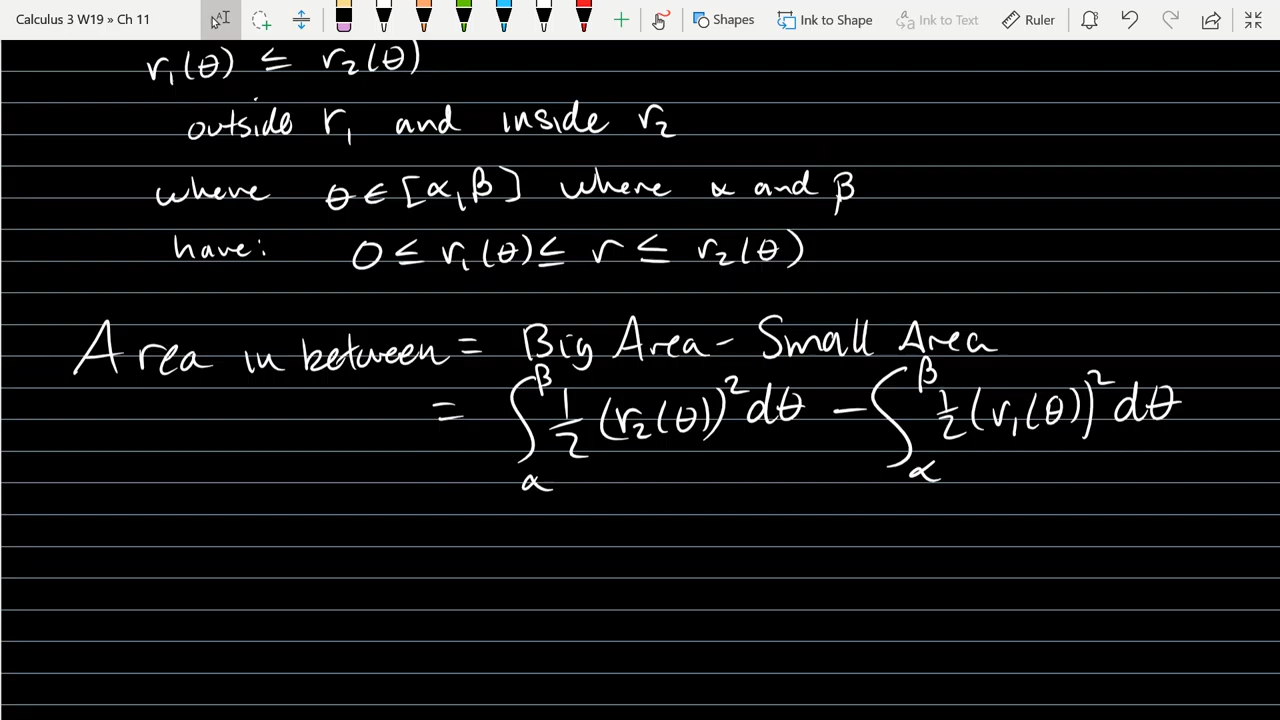 Calculus 3 W19 » Ch 11 Shapes Ink to Shape Ink to Text Ruler
r₁(θ) ≤ r₂(θ)
outside r₁ and inside r₂
where θ ∈ [α,β] where α and β
have: 0 ≤ r₁(θ) ≤ r ≤ r₂(θ)
Area in between = Big Area - Small Area
= ∫_α^β 1/2 (r₂(θ))² dθ - ∫_α^β 1/2 (r₁(θ))² dθ